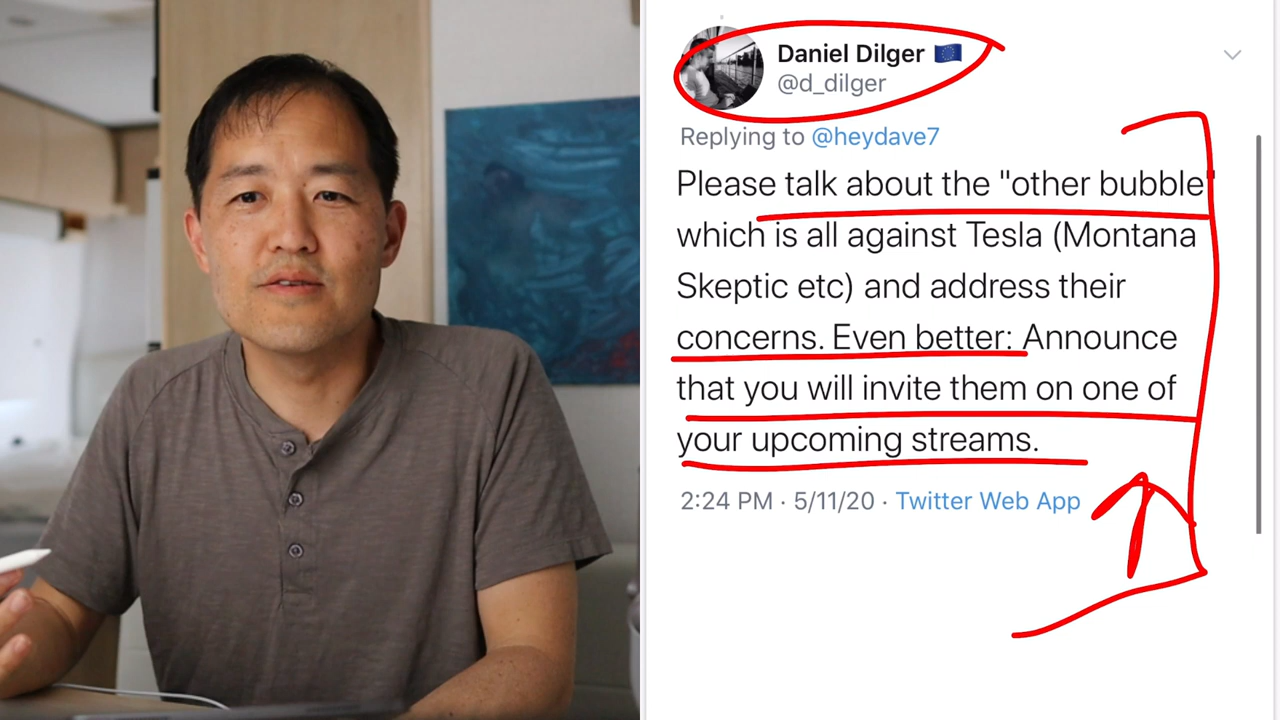 Daniel Dilger 🇪🇺
@d_dilger
Replying to @heydave7
Please talk about the "other bubble"
which is all against Tesla (Montana
Skeptic etc) and address their
concerns. Even better: Announce
that you will invite them on one of
your upcoming streams.
2:24 PM · 5/11/20 · Twitter Web App